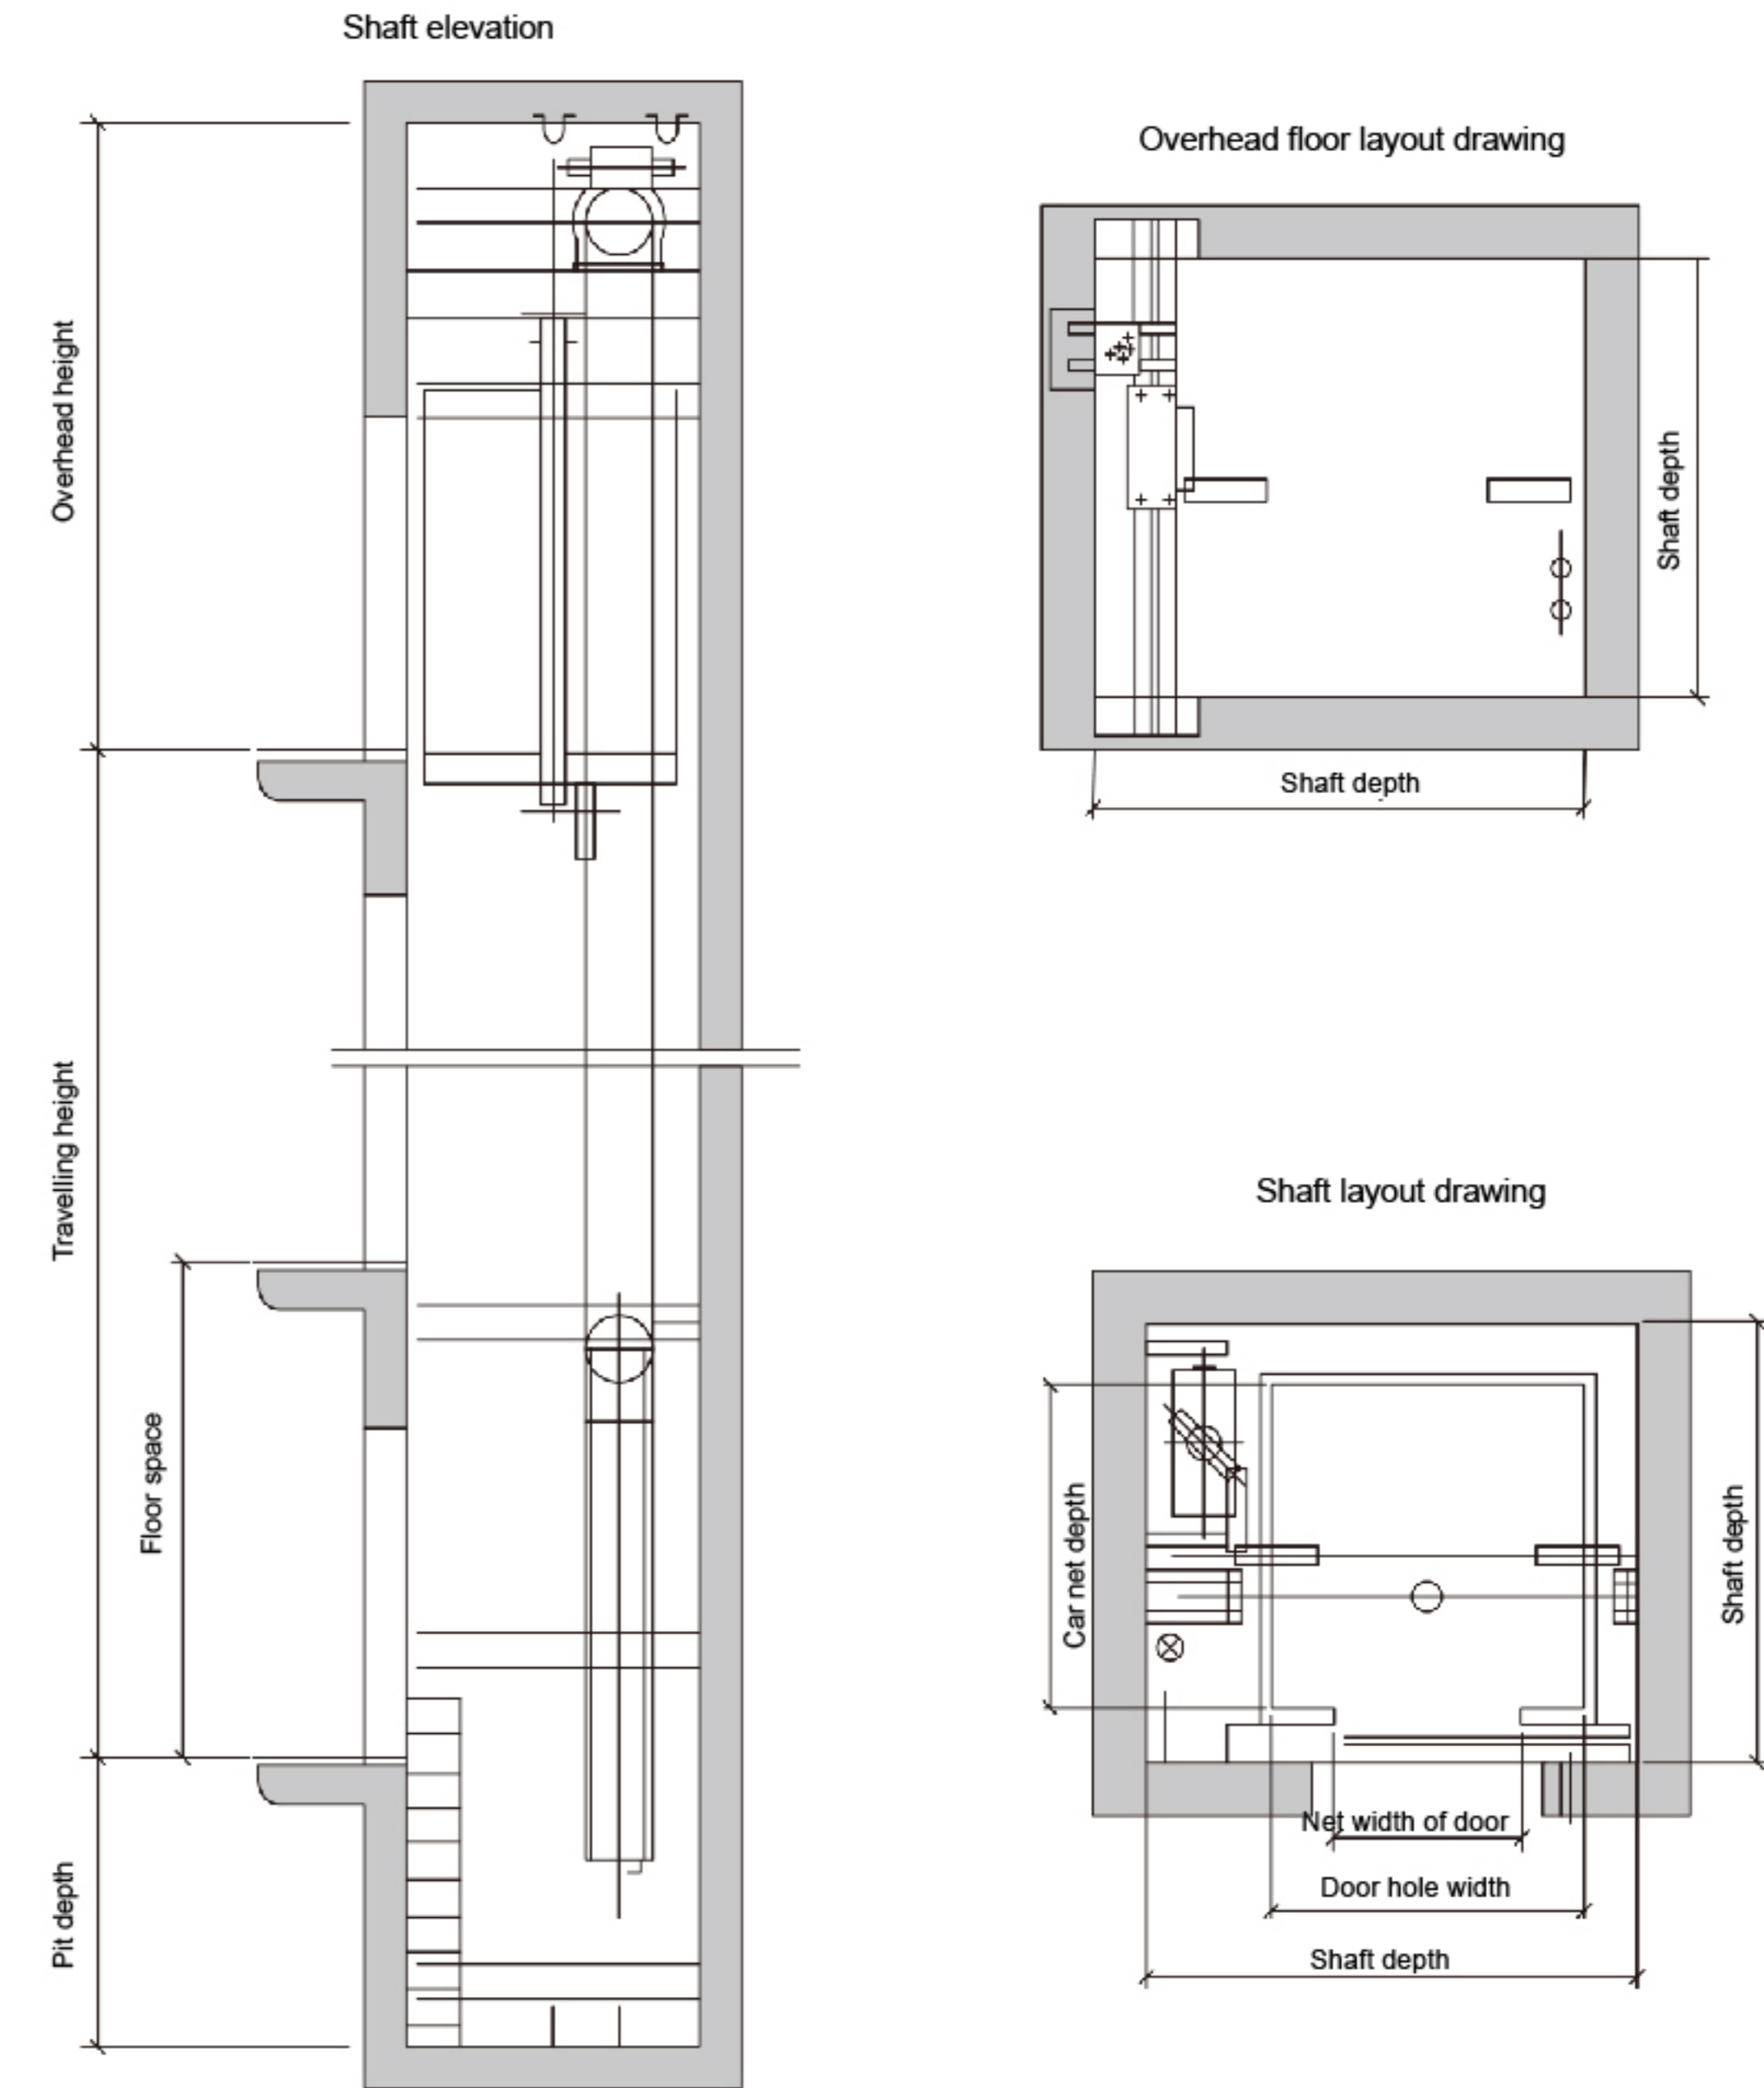 Shaft elevation
Overhead height
Travelling height
Floor space
Pit depth
Overhead floor layout drawing
Shaft depth
Shaft depth
Shaft layout drawing
Car net depth
Shaft depth
Net width of door
Door hole width
Shaft depth